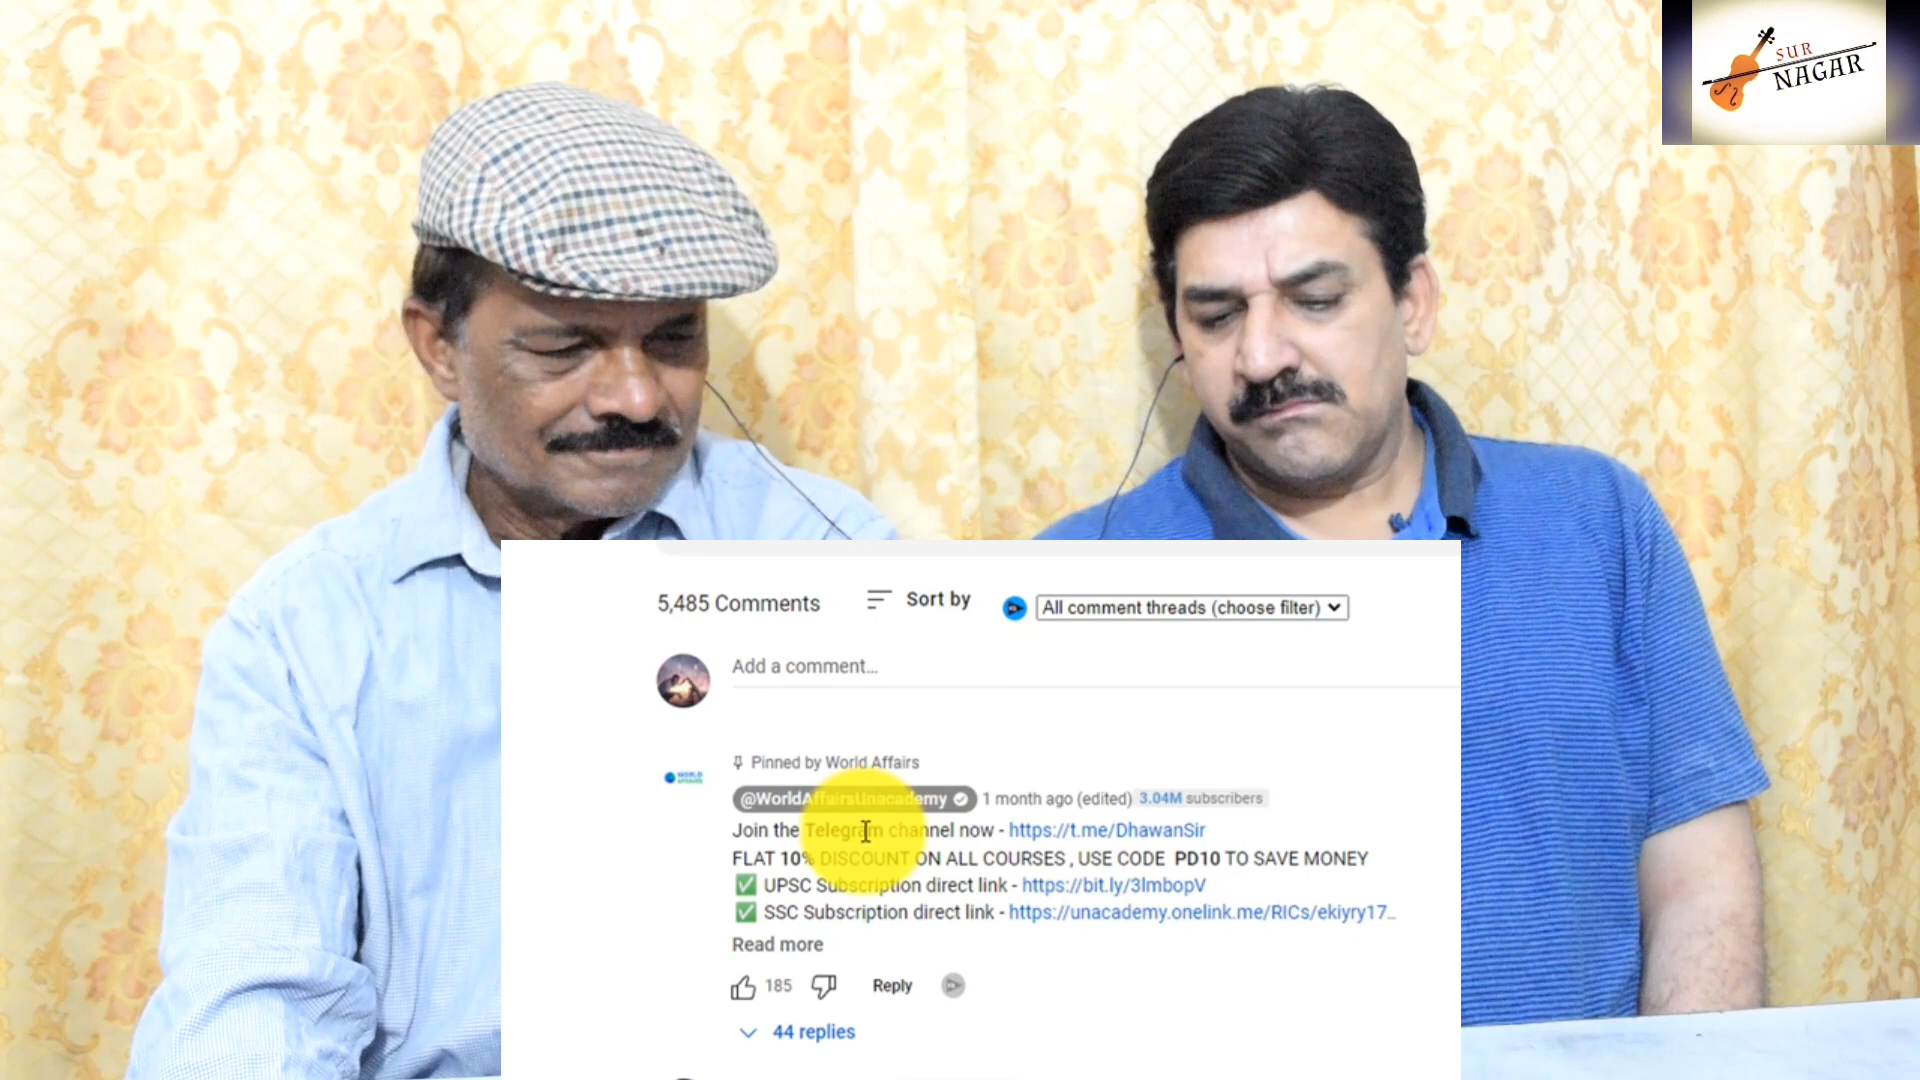 SUR
NAGAR
5,485 Comments
Sort by
All comment threads (choose filter)
Add a comment...
Pinned by World Affairs
WORLD
AFFAIRS
@WorldAffairsUnacademy 1 month ago (edited) 3.04M subscribers
Join the Telegram channel now - https://t.me/DhawanSir
FLAT 10% DISCOUNT ON ALL COURSES , USE CODE PD10 TO SAVE MONEY
✅ UPSC Subscription direct link - https://bit.ly/3lmbopV
✅ SSC Subscription direct link - https://unacademy.onelink.me/RICs/ekiyry17...
Read more
185 Reply
44 replies